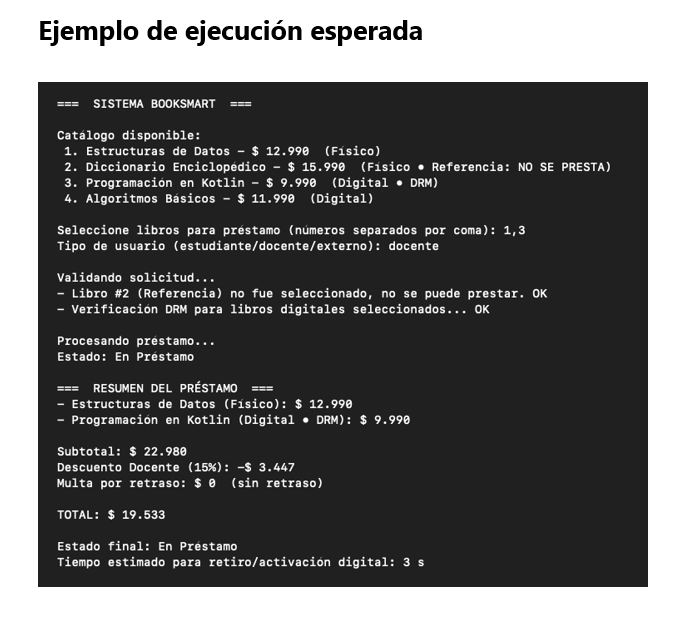 Ejemplo de ejecución esperada
=== SISTEMA BOOKSMART ===
Catálogo disponible:
1. Estructuras de Datos – $ 12.990 (Físico)
2. Diccionario Enciclopédico – $ 15.990 (Físico • Referencia: NO SE PRESTA)
3. Programación en Kotlin – $ 9.990 (Digital • DRM)
4. Algoritmos Básicos – $ 11.990 (Digital)
Seleccione libros para préstamo (números separados por coma): 1,3
Tipo de usuario (estudiante/docente/externo): docente
Validando solicitud...
– Libro #2 (Referencia) no fue seleccionado, no se puede prestar. OK
– Verificación DRM para libros digitales seleccionados... OK
Procesando préstamo...
Estado: En Préstamo
=== RESUMEN DEL PRÉSTAMO ===
– Estructuras de Datos (Físico): $ 12.990
– Programación en Kotlin (Digital • DRM): $ 9.990
Subtotal: $ 22.980
Descuento Docente (15%): -$ 3.447
Multa por retraso: $ 0 (sin retraso)
TOTAL: $ 19.533
Estado final: En Préstamo
Tiempo estimado para retiro/activación digital: 3 s